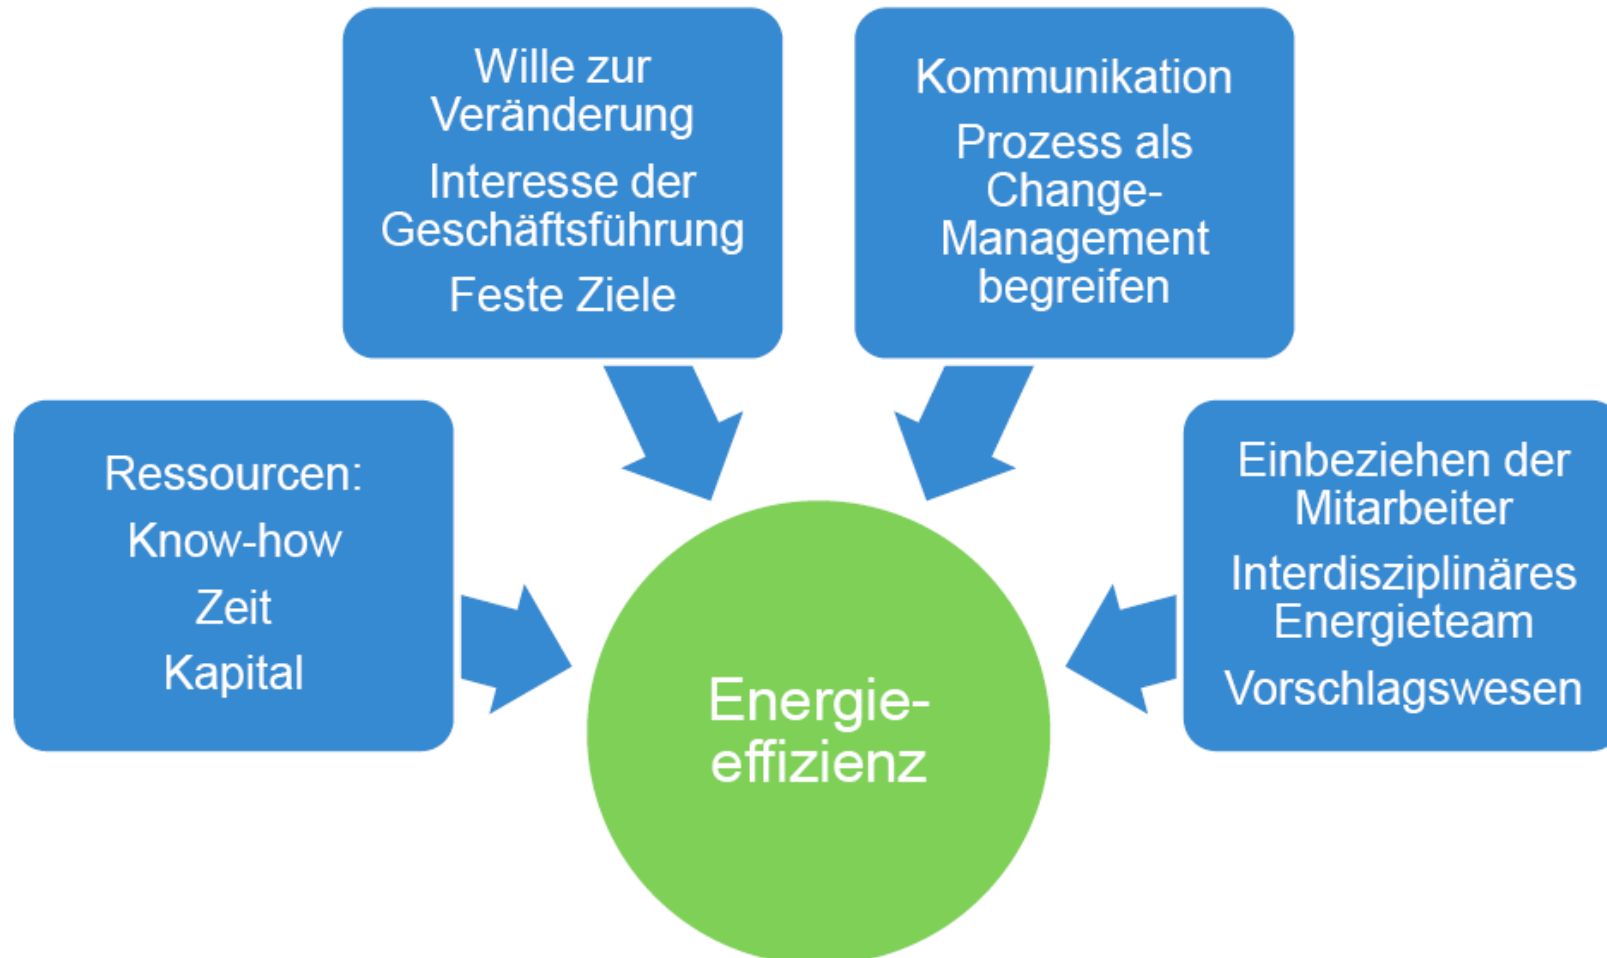 Wille zur
Veränderung
Interesse der
Geschäftsführung
Feste Ziele
Kommunikation
Prozess als
Change-
Management
begreifen
Ressourcen:
Know-how
Zeit
Kapital
Einbeziehen der
Mitarbeiter
Interdisziplinäres
Energieteam
Vorschlagswesen
Energie-
effizienz